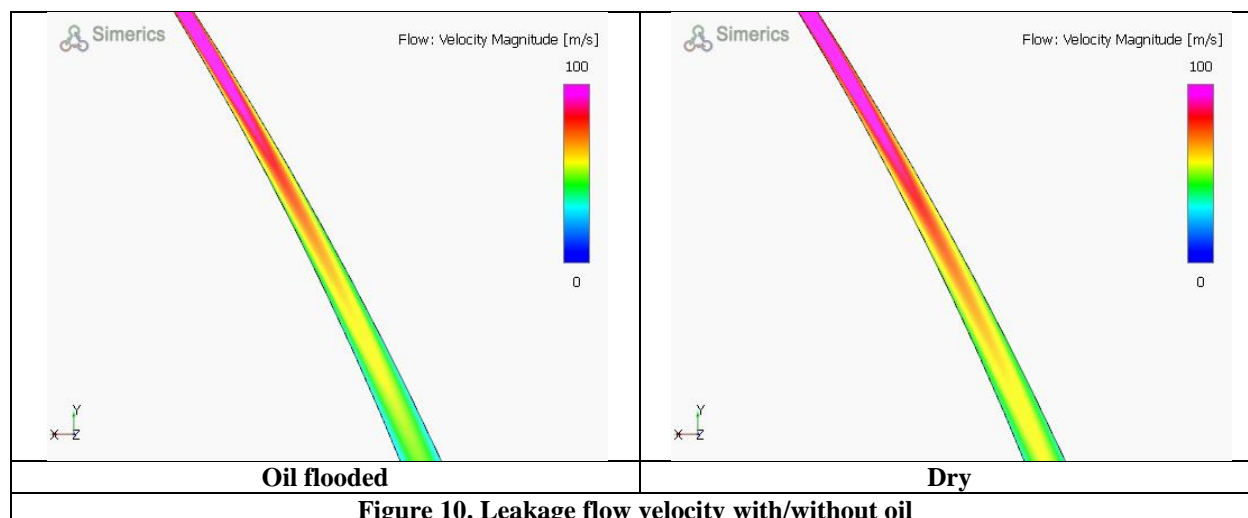 Simerics
Flow: Velocity Magnitude [m/s]
100
0
Y
X Z
Oil flooded
Simerics
Flow: Velocity Magnitude [m/s]
100
0
Y
X Z
Dry
Figure 10. Leakage flow velocity with/without oil